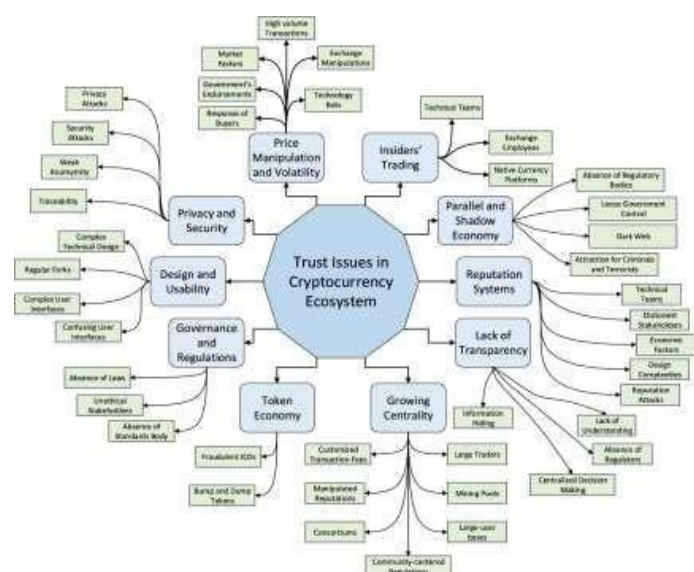 High volume
Transactions
Market
Factors
Exchange
Manipulations
Government's
Endorsements
Technology
Response of
Buyers
Price
Manipulation
and Volatility
Technical Teams
Exchange
Employees
Native Currency
Platforms
Insiders'
Trading
Private
Attacks
Security
Attacks
Weak
Anonymity
Traceability
Privacy and
Security
Absence of Regulatory
Bodies
Loose Government
Control
Dark Web
Attraction for Criminals
and Terrorists
Parallel and
Shadow
Economy
Trust Issues in
Cryptocurrency
Ecosystem
Complex
Technical Design
Regular Forks
Complex User
Interfaces
Confusing User
Interfaces
Design and
Usability
Reputation
Systems
Technical
Teams
Stakeholders
Economic
Factors
Design
Complexities
Reputation
Attacks
Governance
and
Regulations
Absence of Laws
Unethical
Stakeholders
Absence of
Standards Body
Lack of
Transparency
Information
Hiding
Lack of
Understanding
Absence of
Regulators
Centralized Decision
Making
Token
Economy
Fraudulent ICOs
Dump
Tokens
Growing
Centrality
Customized
Transaction Fees
Manipulated
Reputations
Consortiums
Community-centered
Large Traders
Mining Pools
Large-user